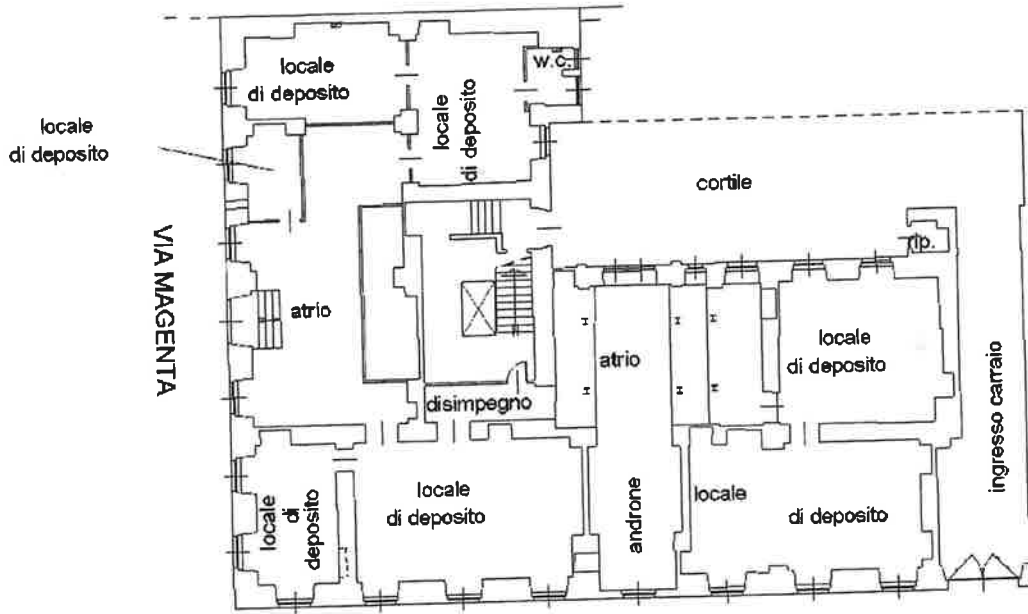 locale
di deposito
w.c.
locale
di deposito
locale
di deposito
cortile
VIA MAGENTA
rip.
atrio
atrio
locale
di deposito
disimpegno
ingresso carraio
locale
di
deposito
locale
di deposito
androne
locale
di deposito